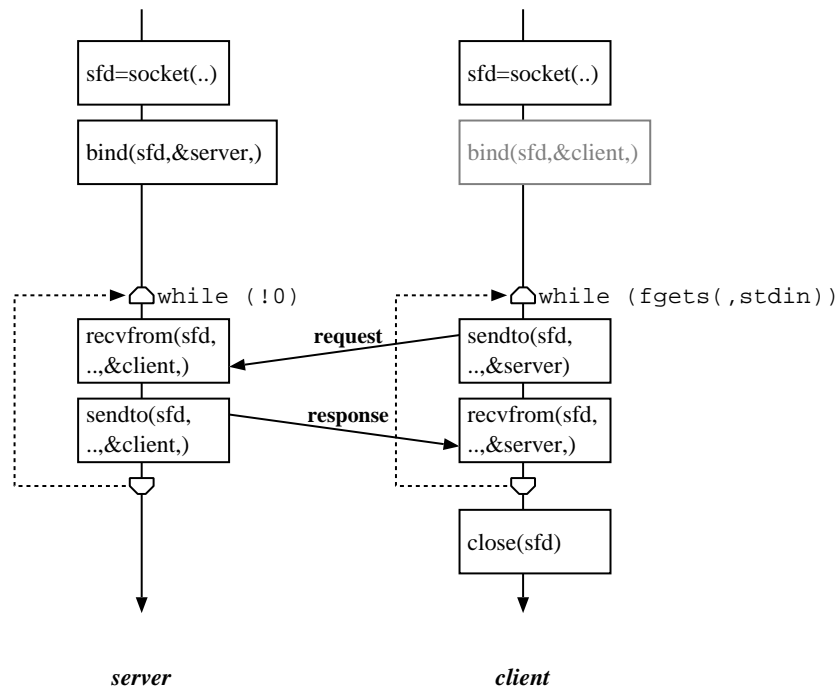 sfd=socket(..)
sfd=socket(..)
bind(sfd,&server,)
bind(sfd,&client,)
while (!0)
while (fgets(,stdin))
recvfrom(sfd,
..,&client,)
request
sendto(sfd,
..,&server)
sendto(sfd,
..,&client,)
response
recvfrom(sfd,
..,&server,)
close(sfd)
server
client